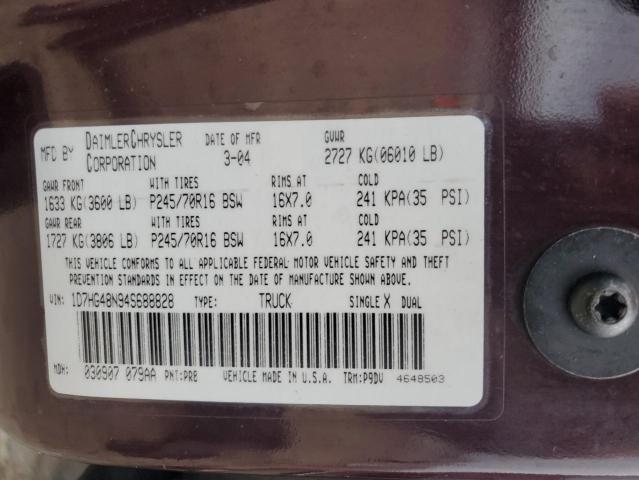 MFD BY DAIMLERCHRYSLER CORPORATION DATE OF MFR 3-04 GVWR 2727 KG(06010 LB)
GAWR FRONT WITH TIRES RIMS AT COLD
1633 KG(3600 LB) P245/70R16 BSW 16X7.0 241 KPA(35 PSI)
GAWR REAR WITH TIRES RIMS AT COLD
1727 KG(3806 LB) P245/70R16 BSW 16X7.0 241 KPA(35 PSI)
THIS VEHICLE CONFORMS TO ALL APPLICABLE FEDERAL MOTOR VEHICLE SAFETY AND THEFT
PREVENTION STANDARDS IN EFFECT ON THE DATE OF MANUFACTURE SHOWN ABOVE.
VIN: 1D7HG48N94S688828 TYPE: TRUCK SINGLE X DUAL
MDH: 030907 079AA PNT:PR8 VEHICLE MADE IN U.S.A. TRM:P9DV 4648503